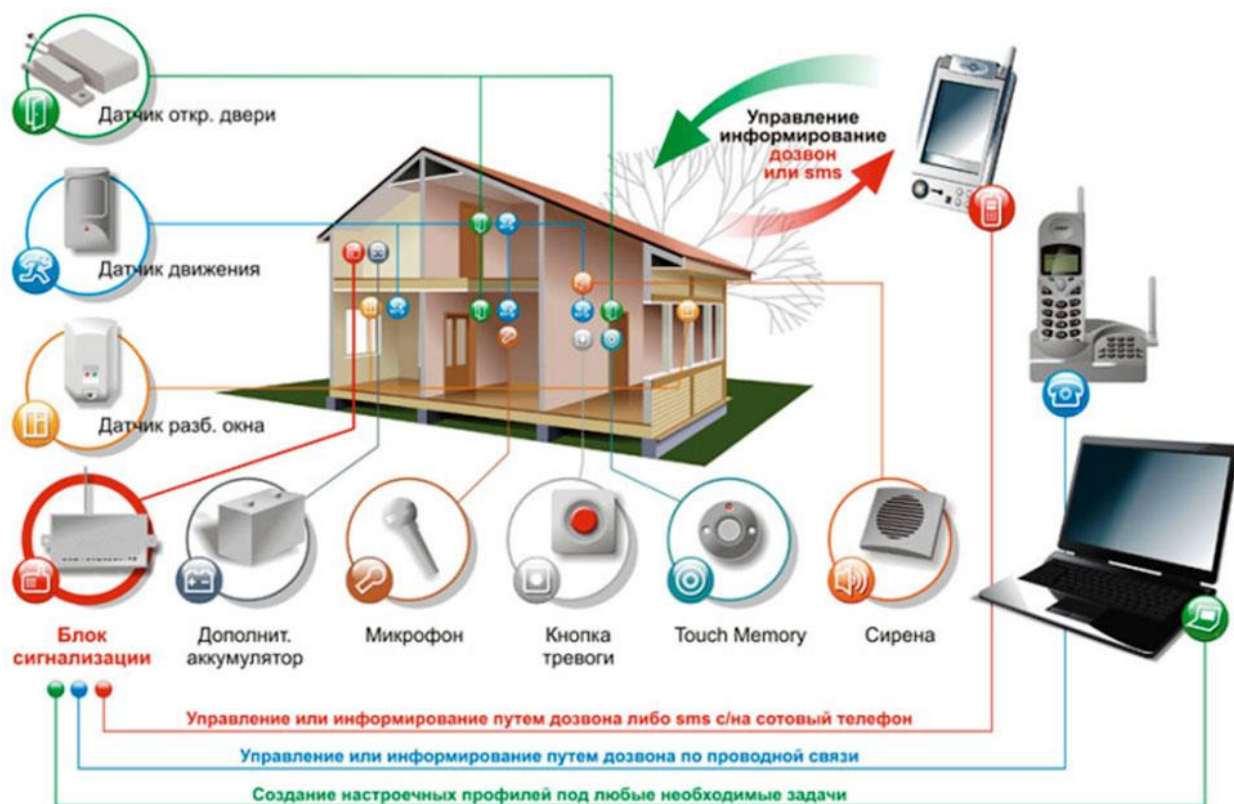 Датчик откр. двери
Управление
информирование
дозвон
или sms
Датчик движения
Датчик разб. окна
Блок
сигнализации
Дополнит.
аккумулятор
Микрофон
Кнопка
тревоги
Touch Memory
Сирена
Управление или информирование путем дозвона либо sms с/на сотовый телефон
Управление или информирование путем дозвона по проводной связи
Создание настроечных профилей под любые необходимые задачи